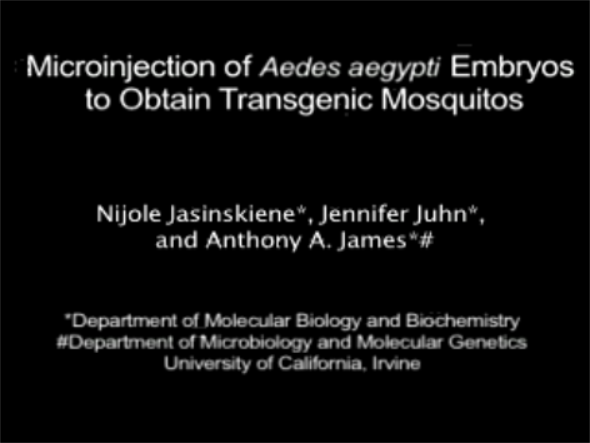 Microinjection of Aedes aegypti Embryos
to Obtain Transgenic Mosquitos
Nijole Jasinskiene*, Jennifer Juhn*,
and Anthony A. James*#
*Department of Molecular Biology and Biochemistry
#Department of Microbiology and Molecular Genetics
University of California, Irvine